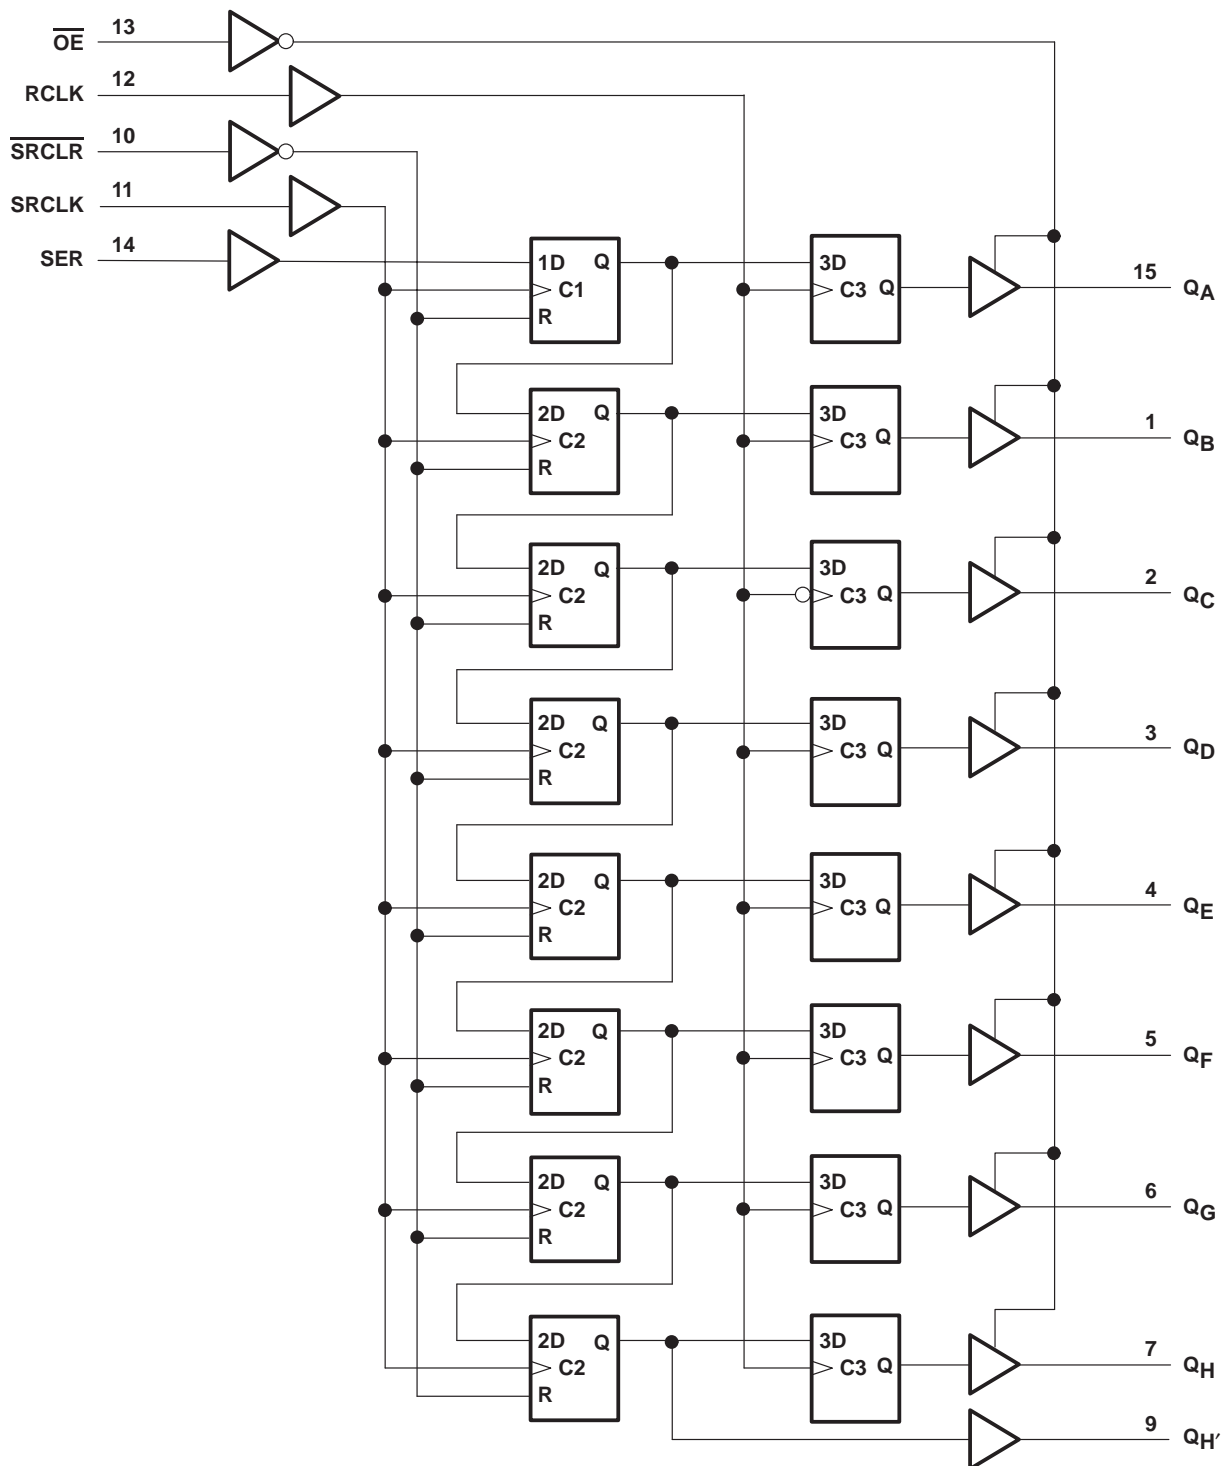 OE 13
RCLK 12
SRCLR 10
SRCLK 11
SER 14
1D Q
C1
R
3D
C3 Q
15 QA
2D Q
C2
R
3D
C3 Q
1 QB
2D Q
C2
R
3D
C3 Q
2 QC
2D Q
C2
R
3D
C3 Q
3 QD
2D Q
C2
R
3D
C3 Q
4 QE
2D Q
C2
R
3D
C3 Q
5 QF
2D Q
C2
R
3D
C3 Q
6 QG
2D Q
C2
R
3D
C3 Q
7 QH
9 QH′